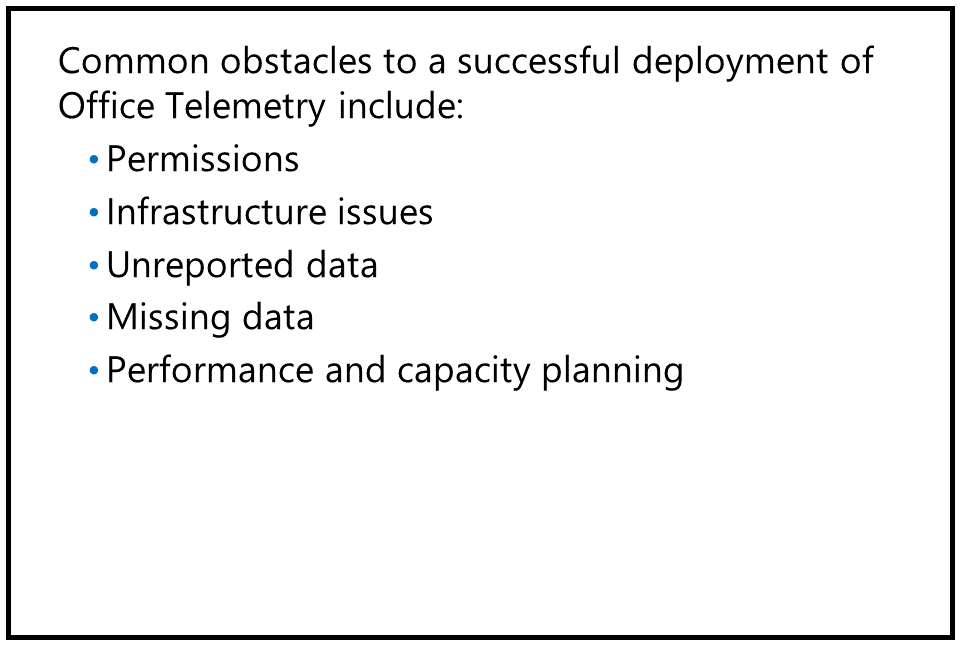 Common obstacles to a successful deployment of
Office Telemetry include:
• Permissions
• Infrastructure issues
• Unreported data
• Missing data
• Performance and capacity planning